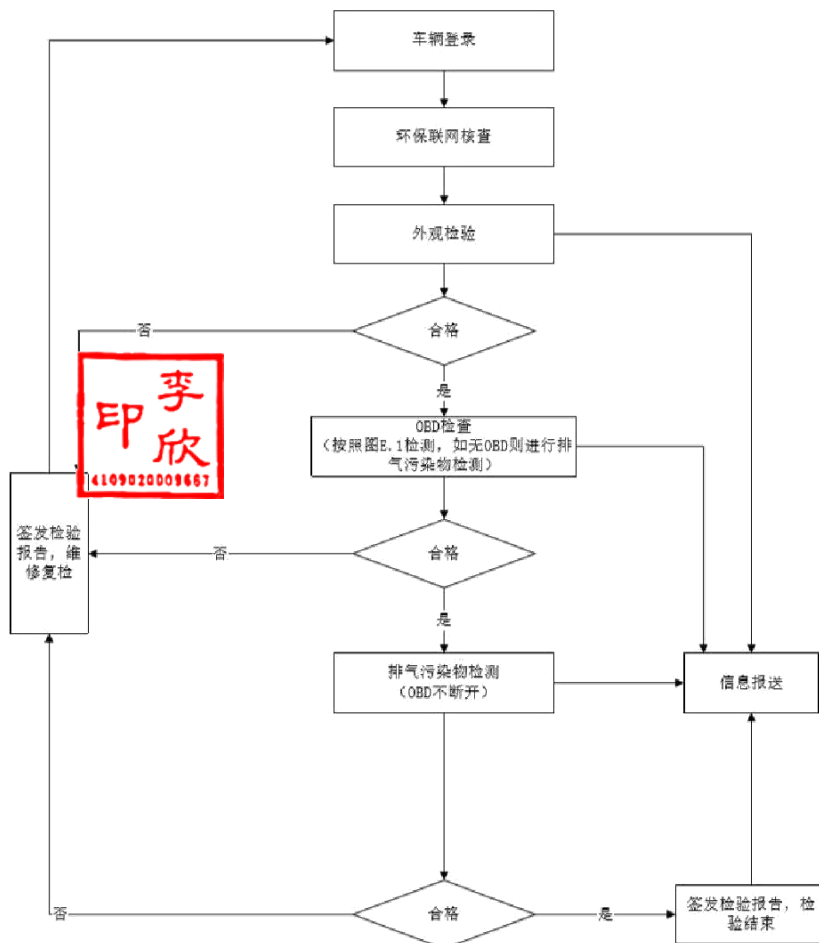 车辆登录
环保联网核查
外观检验
合格
否
是
李
印
欣
4109020009667
OBD检查
（按照图E.1检测，如无OBD则进行排
气污染物检测）
签发检验
报告，维
修复检
合格
否
是
排气污染物检测
（OBD不断开）
信息报送
合格
否
是
签发检验报告，检
验结束